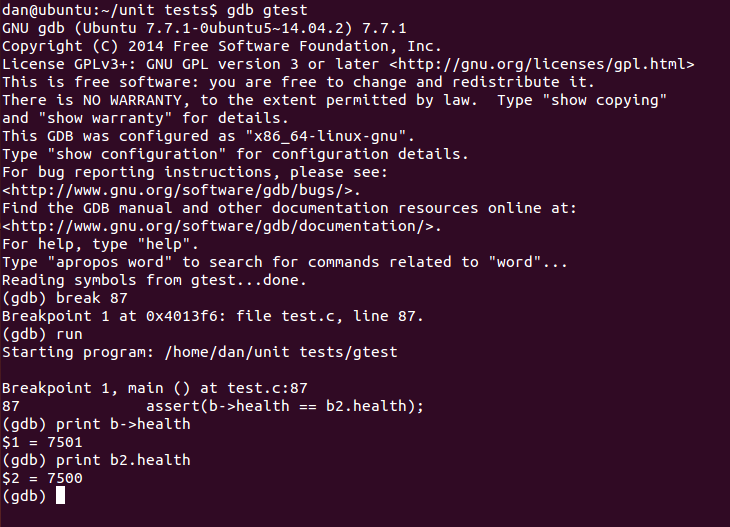 dan@ubuntu:~/unit tests$ gdb gtest
GNU gdb (Ubuntu 7.7.1-0ubuntu5~14.04.2) 7.7.1
Copyright (C) 2014 Free Software Foundation, Inc.
License GPLv3+: GNU GPL version 3 or later <http://gnu.org/licenses/gpl.html>
This is free software: you are free to change and redistribute it.
There is NO WARRANTY, to the extent permitted by law.  Type "show copying"
and "show warranty" for details.
This GDB was configured as "x86_64-linux-gnu".
Type "show configuration" for configuration details.
For bug reporting instructions, please see:
<http://www.gnu.org/software/gdb/bugs/>.
Find the GDB manual and other documentation resources online at:
<http://www.gnu.org/software/gdb/documentation/>.
For help, type "help".
Type "apropos word" to search for commands related to "word"...
Reading symbols from gtest...done.
(gdb) break 87
Breakpoint 1 at 0x4013f6: file test.c, line 87.
(gdb) run
Starting program: /home/dan/unit tests/gtest

Breakpoint 1, main () at test.c:87
87              assert(b->health == b2.health);
(gdb) print b->health
$1 = 7501
(gdb) print b2.health
$2 = 7500
(gdb)